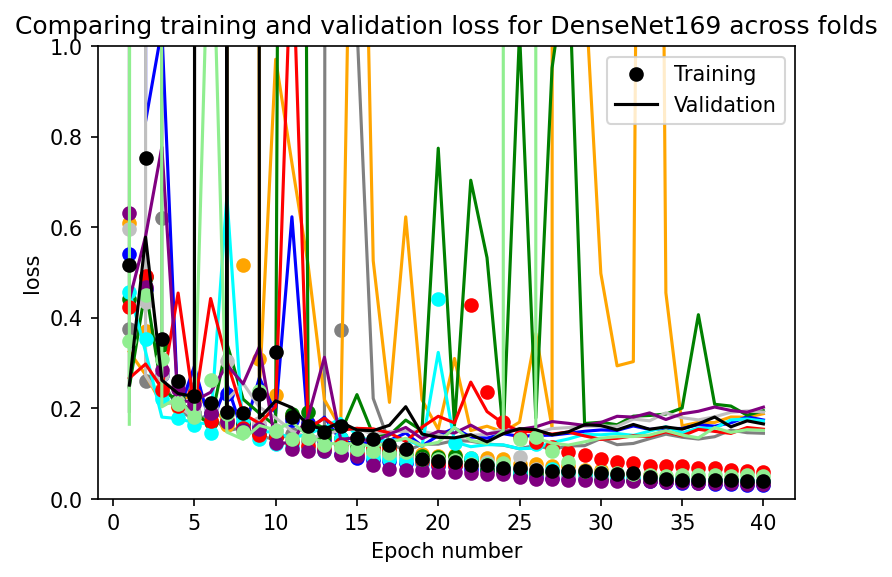 Comparing training and validation loss for DenseNet169 across folds
1.0
0.8
0.6
0.4
0.2
0.0
loss
Training
Validation
0 5 10 15 20 25 30 35 40
Epoch number